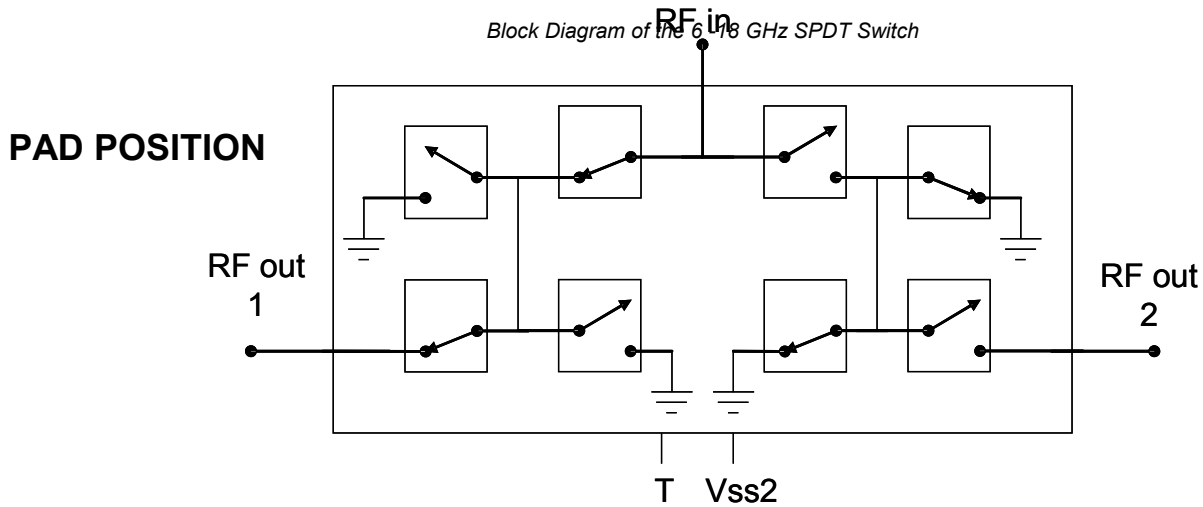 RF in
Block Diagram of the 6 -18 GHz SPDT Switch
PAD POSITION
RF out
1
RF out
2
T Vss2